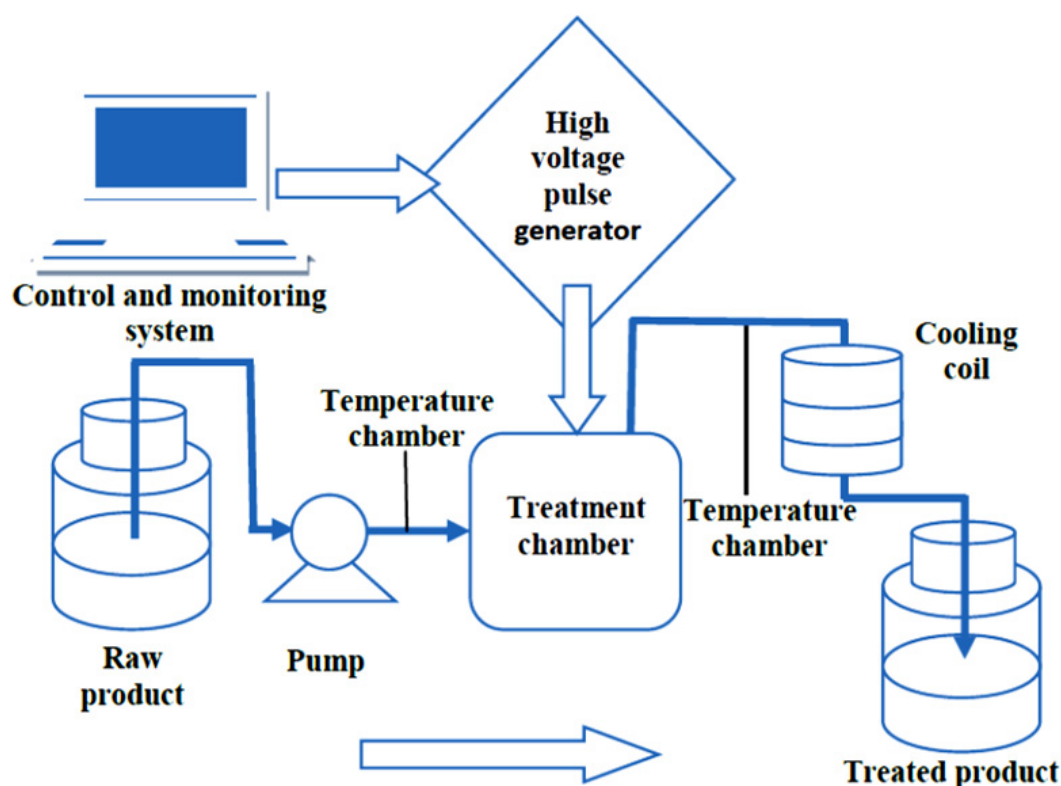 High
voltage
pulse
generator
Control and monitoring
system
Cooling
coil
Temperature
chamber
Treatment
chamber
Temperature
chamber
Raw
product
Pump
Treated product